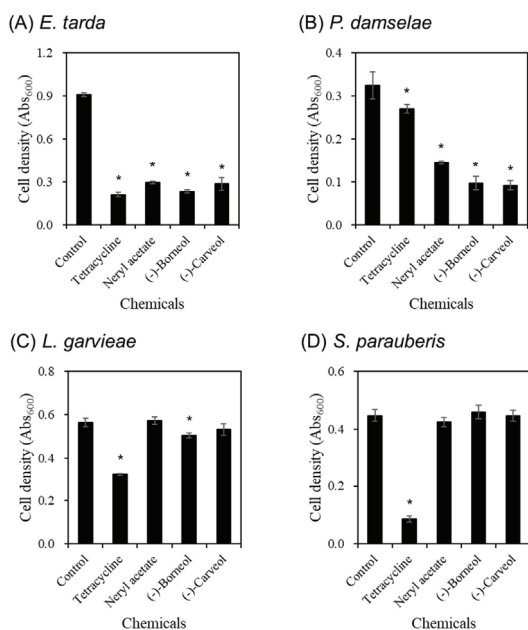 (A) E. tarda
1.2
0.9
0.6
0.3
0.0
Cell density (Abs600)
*
*
*
*
Control
Tetracycline
Neryl acetate
(-)-Borneol
(-)-Carveol
Chemicals
(B) P. damselae
0.4
0.3
0.2
0.1
0.0
Cell density (Abs600)
*
*
*
*
Control
Tetracycline
Neryl acetate
(-)-Borneol
(-)-Carveol
Chemicals
(C) L. garvieae
0.8
0.6
0.4
0.2
0.0
Cell density (Abs600)
*
*
Control
Tetracycline
Neryl acetate
(-)-Borneol
(-)-Carveol
Chemicals
(D) S. parauberis
0.6
0.4
0.2
0.0
Cell density (Abs600)
*
Control
Tetracycline
Neryl acetate
(-)-Borneol
(-)-Carveol
Chemicals